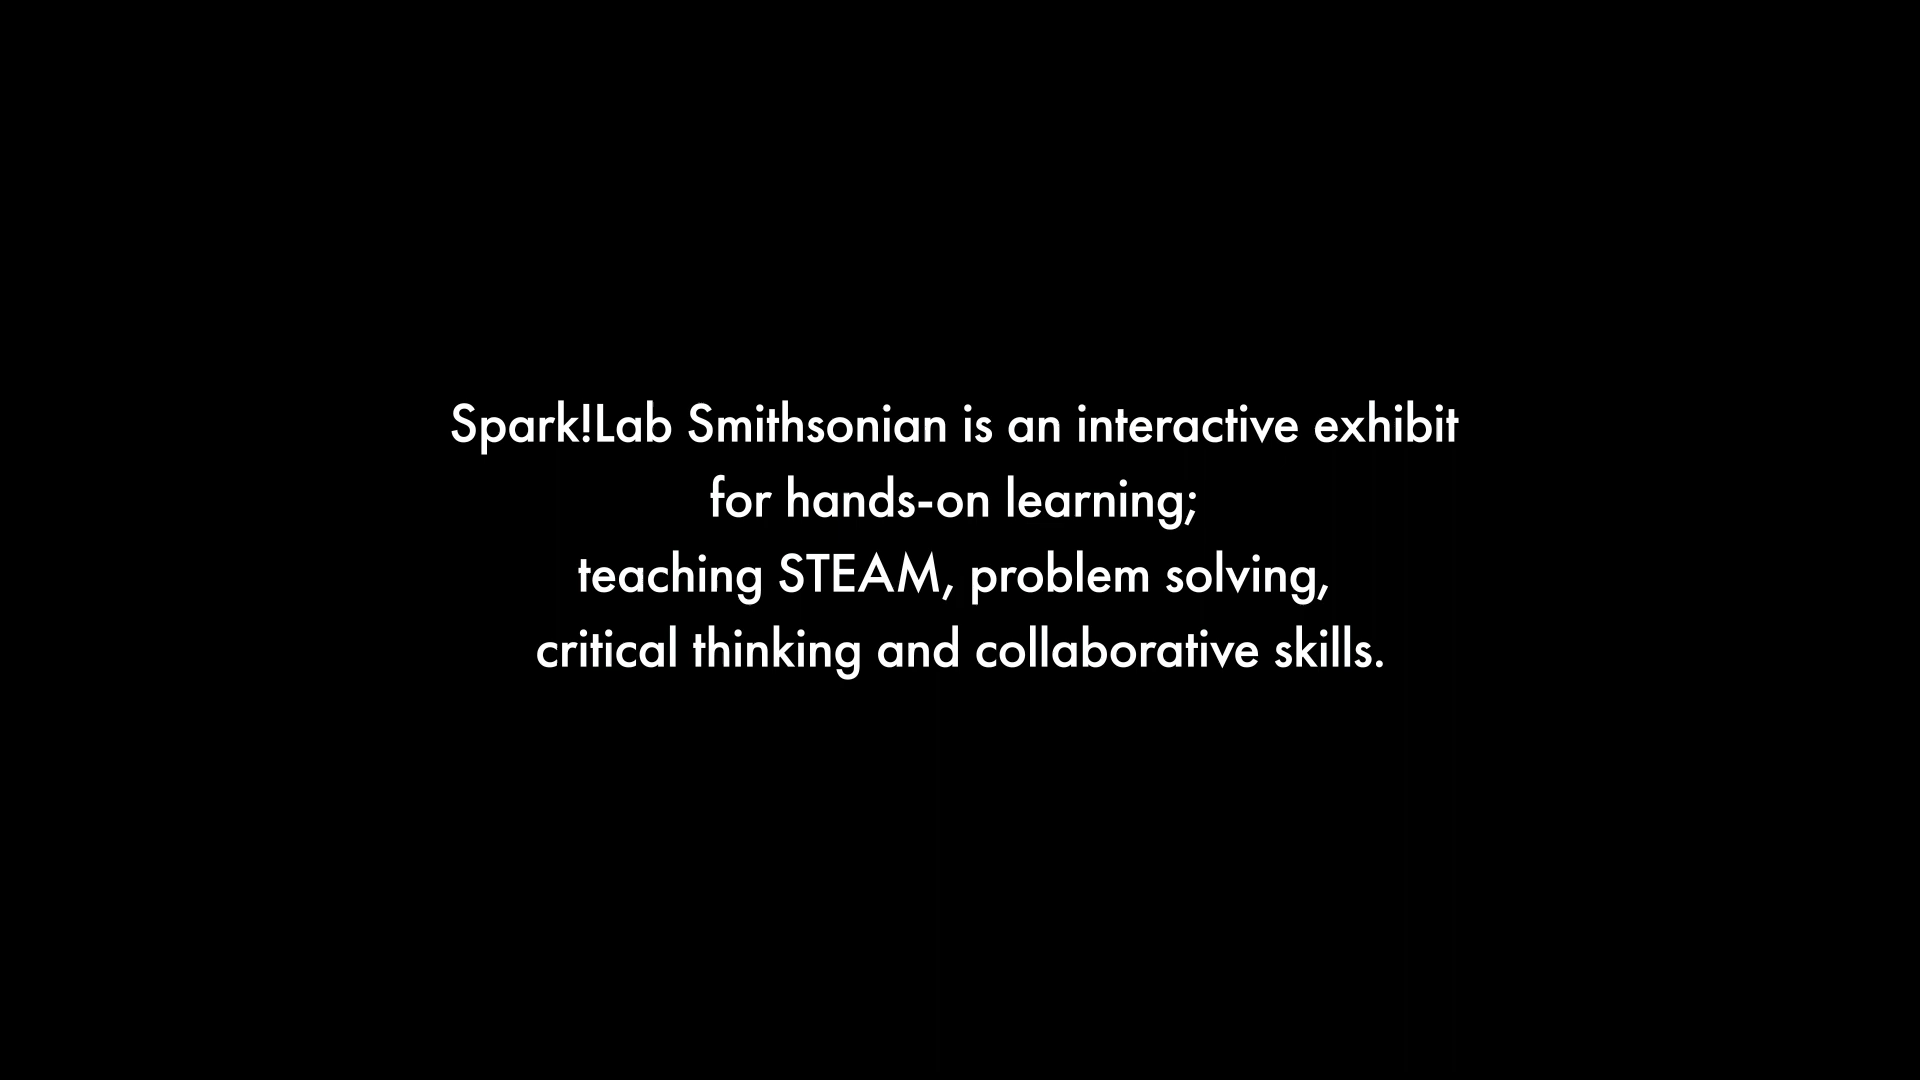 Spark!Lab Smithsonian is an interactive exhibit
for hands-on learning;
teaching STEAM, problem solving,
critical thinking and collaborative skills.